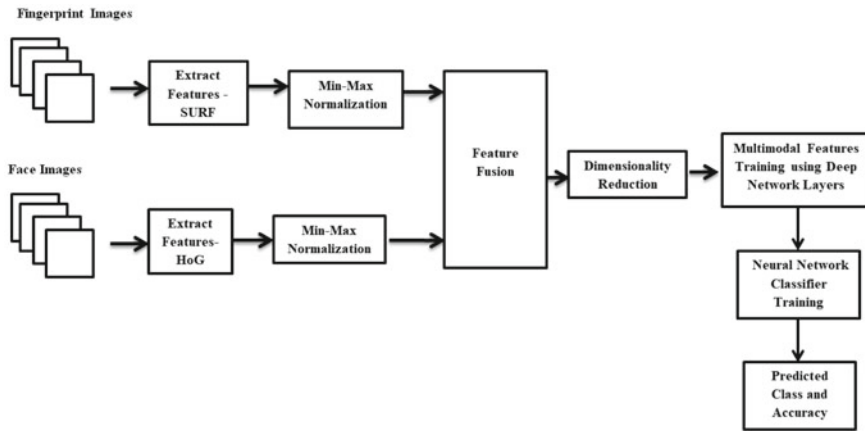 Fingerprint Images
Extract
Features -
SURF
Min-Max
Normalization
Face Images
Extract
Features-
HoG
Min-Max
Normalization
Feature
Fusion
Dimensionality
Reduction
Multimodal Features
Training using Deep
Network Layers
Neural Network
Classifier
Training
Predicted
Class and
Accuracy